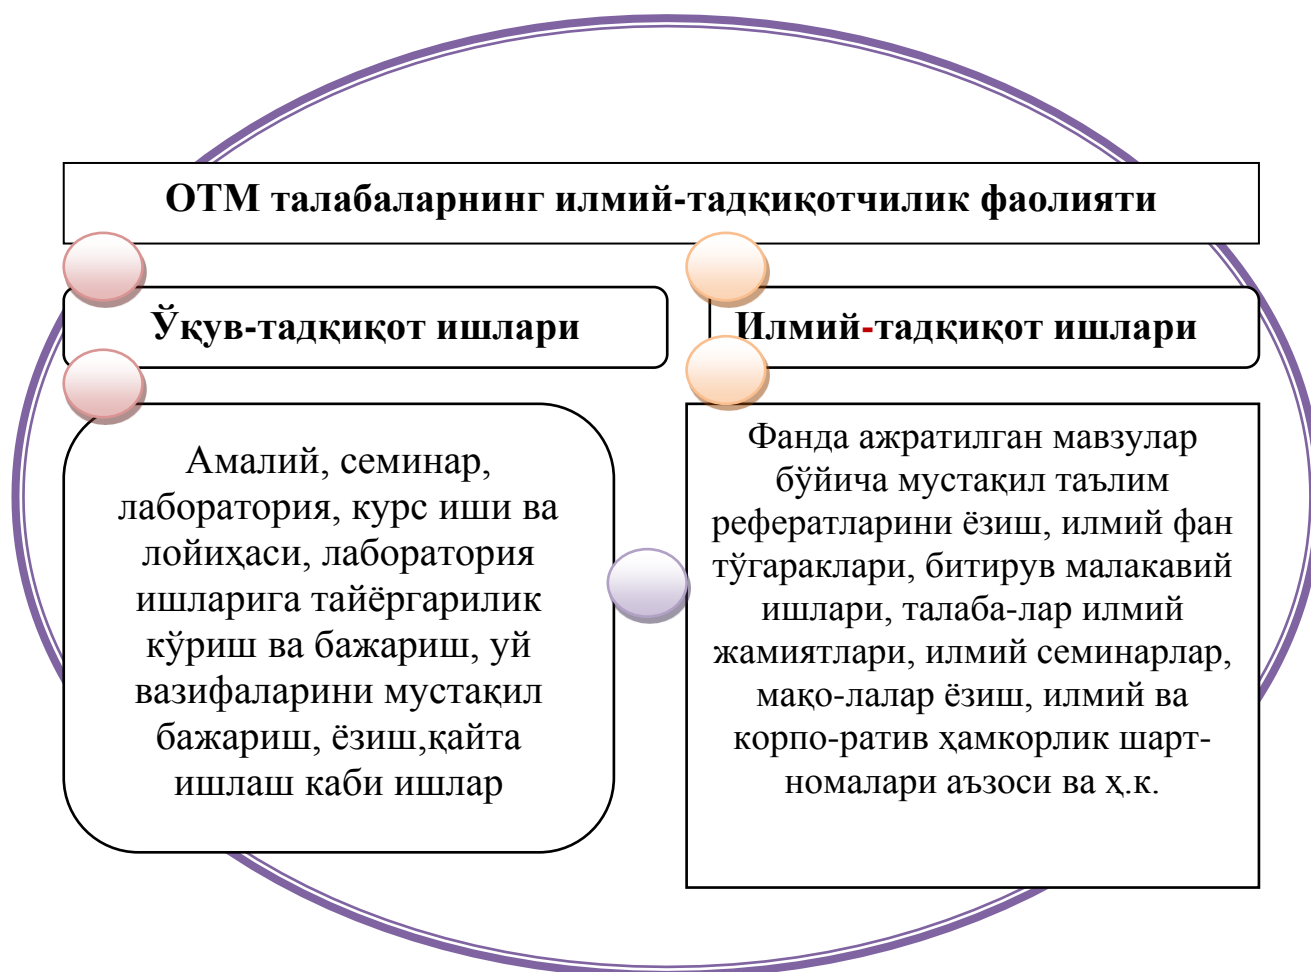 ОТМ талабаларнинг илмий-тадқиқотчилик фаолияти
Ўқув-тадқиқот ишлари
Илмий-тадқиқот ишлари
Амалий, семинар,
лаборатория, курс иши ва
лойиҳаси, лаборатория
ишларига тайёргарилик
кўриш ва бажариш, уй
вазифаларини мустақил
бажариш, ёзиш,қайта
ишлаш каби ишлар
Фанда ажратилган мавзулар
бўйича мустақил таълим
рефератларини ёзиш, илмий фан
тўгараклари, битирув малакавий
ишлари, талаба-лар илмий
жамиятлари, илмий семинарлар,
мақо-лалар ёзиш, илмий ва
корпо-ратив ҳамкорлик шарт-
номалари аъзоси ва ҳ.к.